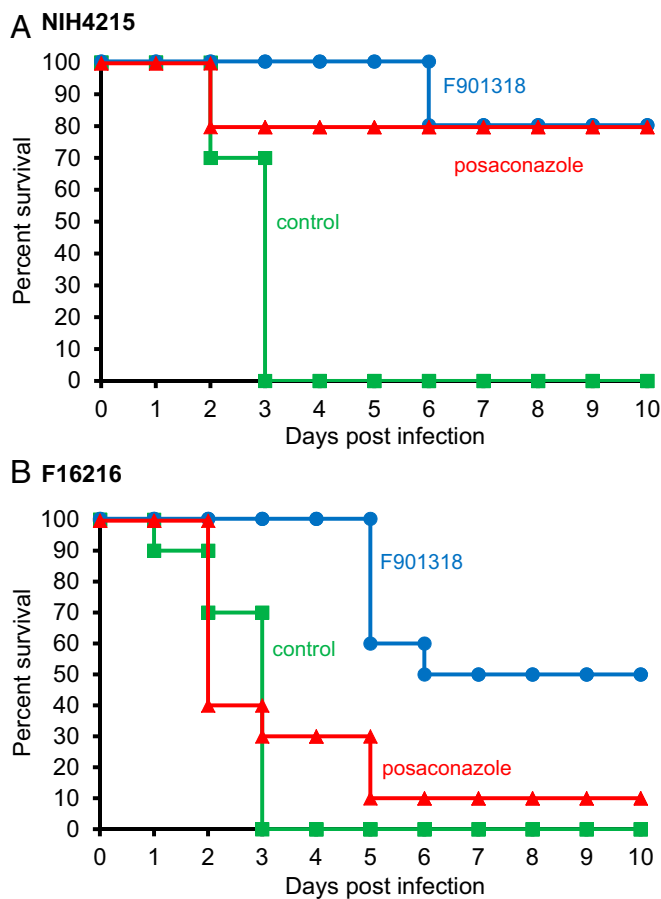 A NIH4215
100
90
80
70
60
50
40
30
20
10
0
Percent survival
F901318
posaconazole
control
0 1 2 3 4 5 6 7 8 9 10
Days post infection
B F16216
100
90
80
70
60
50
40
30
20
10
0
Percent survival
F901318
control
posaconazole
0 1 2 3 4 5 6 7 8 9 10
Days post infection